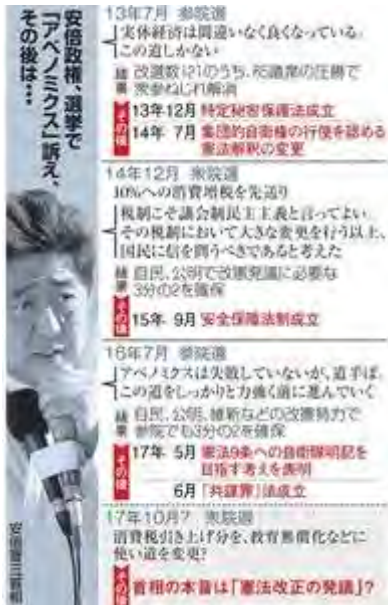 安倍政権、選挙で
「アベノミクス」訴え、
その後は…
13年7月 参院選
実体経済は間違いなく良くなっている。
この道しかない
結果 改選数121のうち、65議席の圧勝で
衆参ねじれ解消
その後
13年12月 特定秘密保護法成立
14年 7月 集団的自衛権の行使を認める
憲法解釈の変更
14年12月 衆院選
10%への消費増税を先送り
税制こそ議会制民主主義と言ってよい。
その税制において大きな変更を行う以上、
国民に信を問うべきであると考えた
結果 自民、公明で改憲発議に必要な
3分の2を確保
その後
15年 9月 安全保障法制成立
16年7月 参院選
アベノミクスは失敗していないが、道半ば。
この道をしっかりと力強く前に進んでいく
結果 自民、公明、維新などの改憲勢力で
参院でも3分の2を確保
その後
17年 5月 憲法9条への自衛隊明記を
目指す考えを表明
6月 「共謀罪」法成立
17年10月? 衆院選
消費税引き上げ分を、教育無償化などに
使い道を変更?
その後
首相の本音は「憲法改正の発議」?
安倍晋三首相